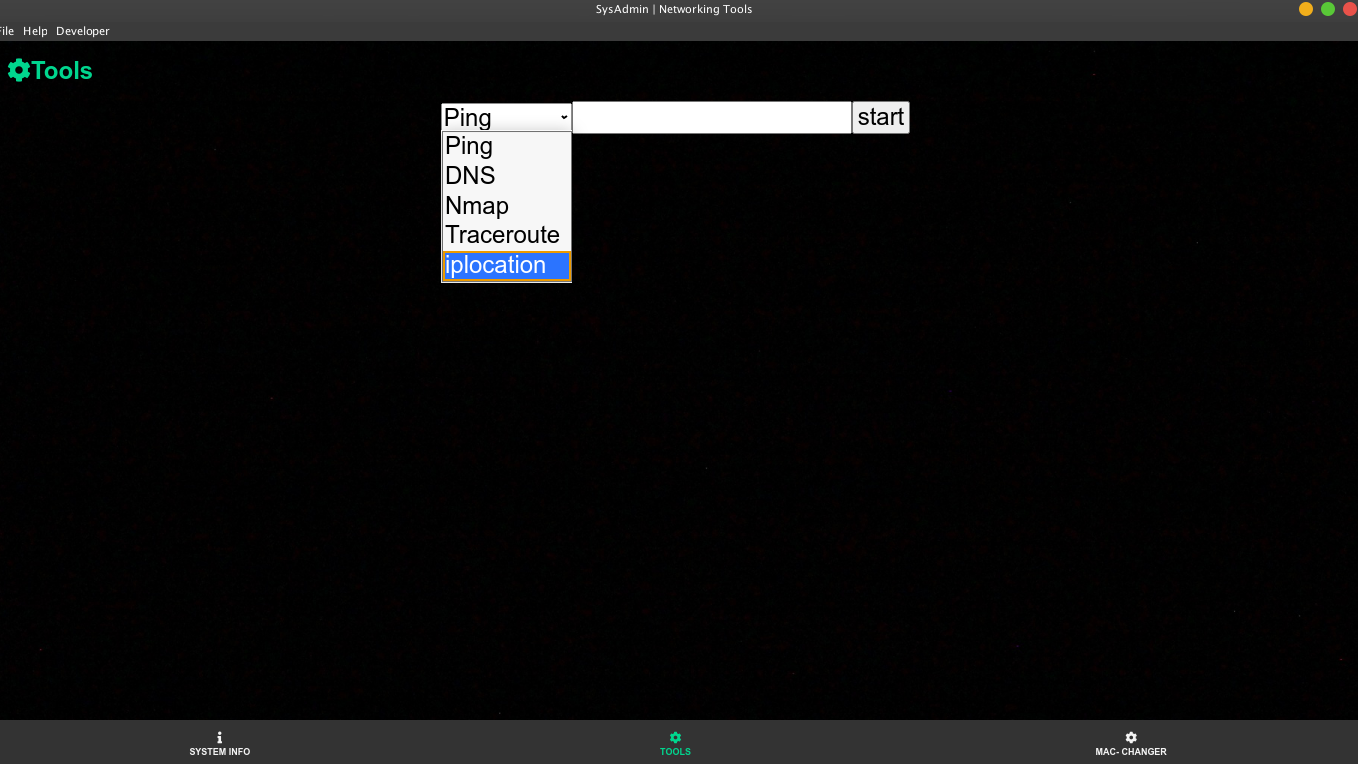 SysAdmin | Networking Tools
File Help Developer
Tools
Ping start
Ping
DNS
Nmap
Traceroute
iplocation
SYSTEM INFO TOOLS MAC- CHANGER